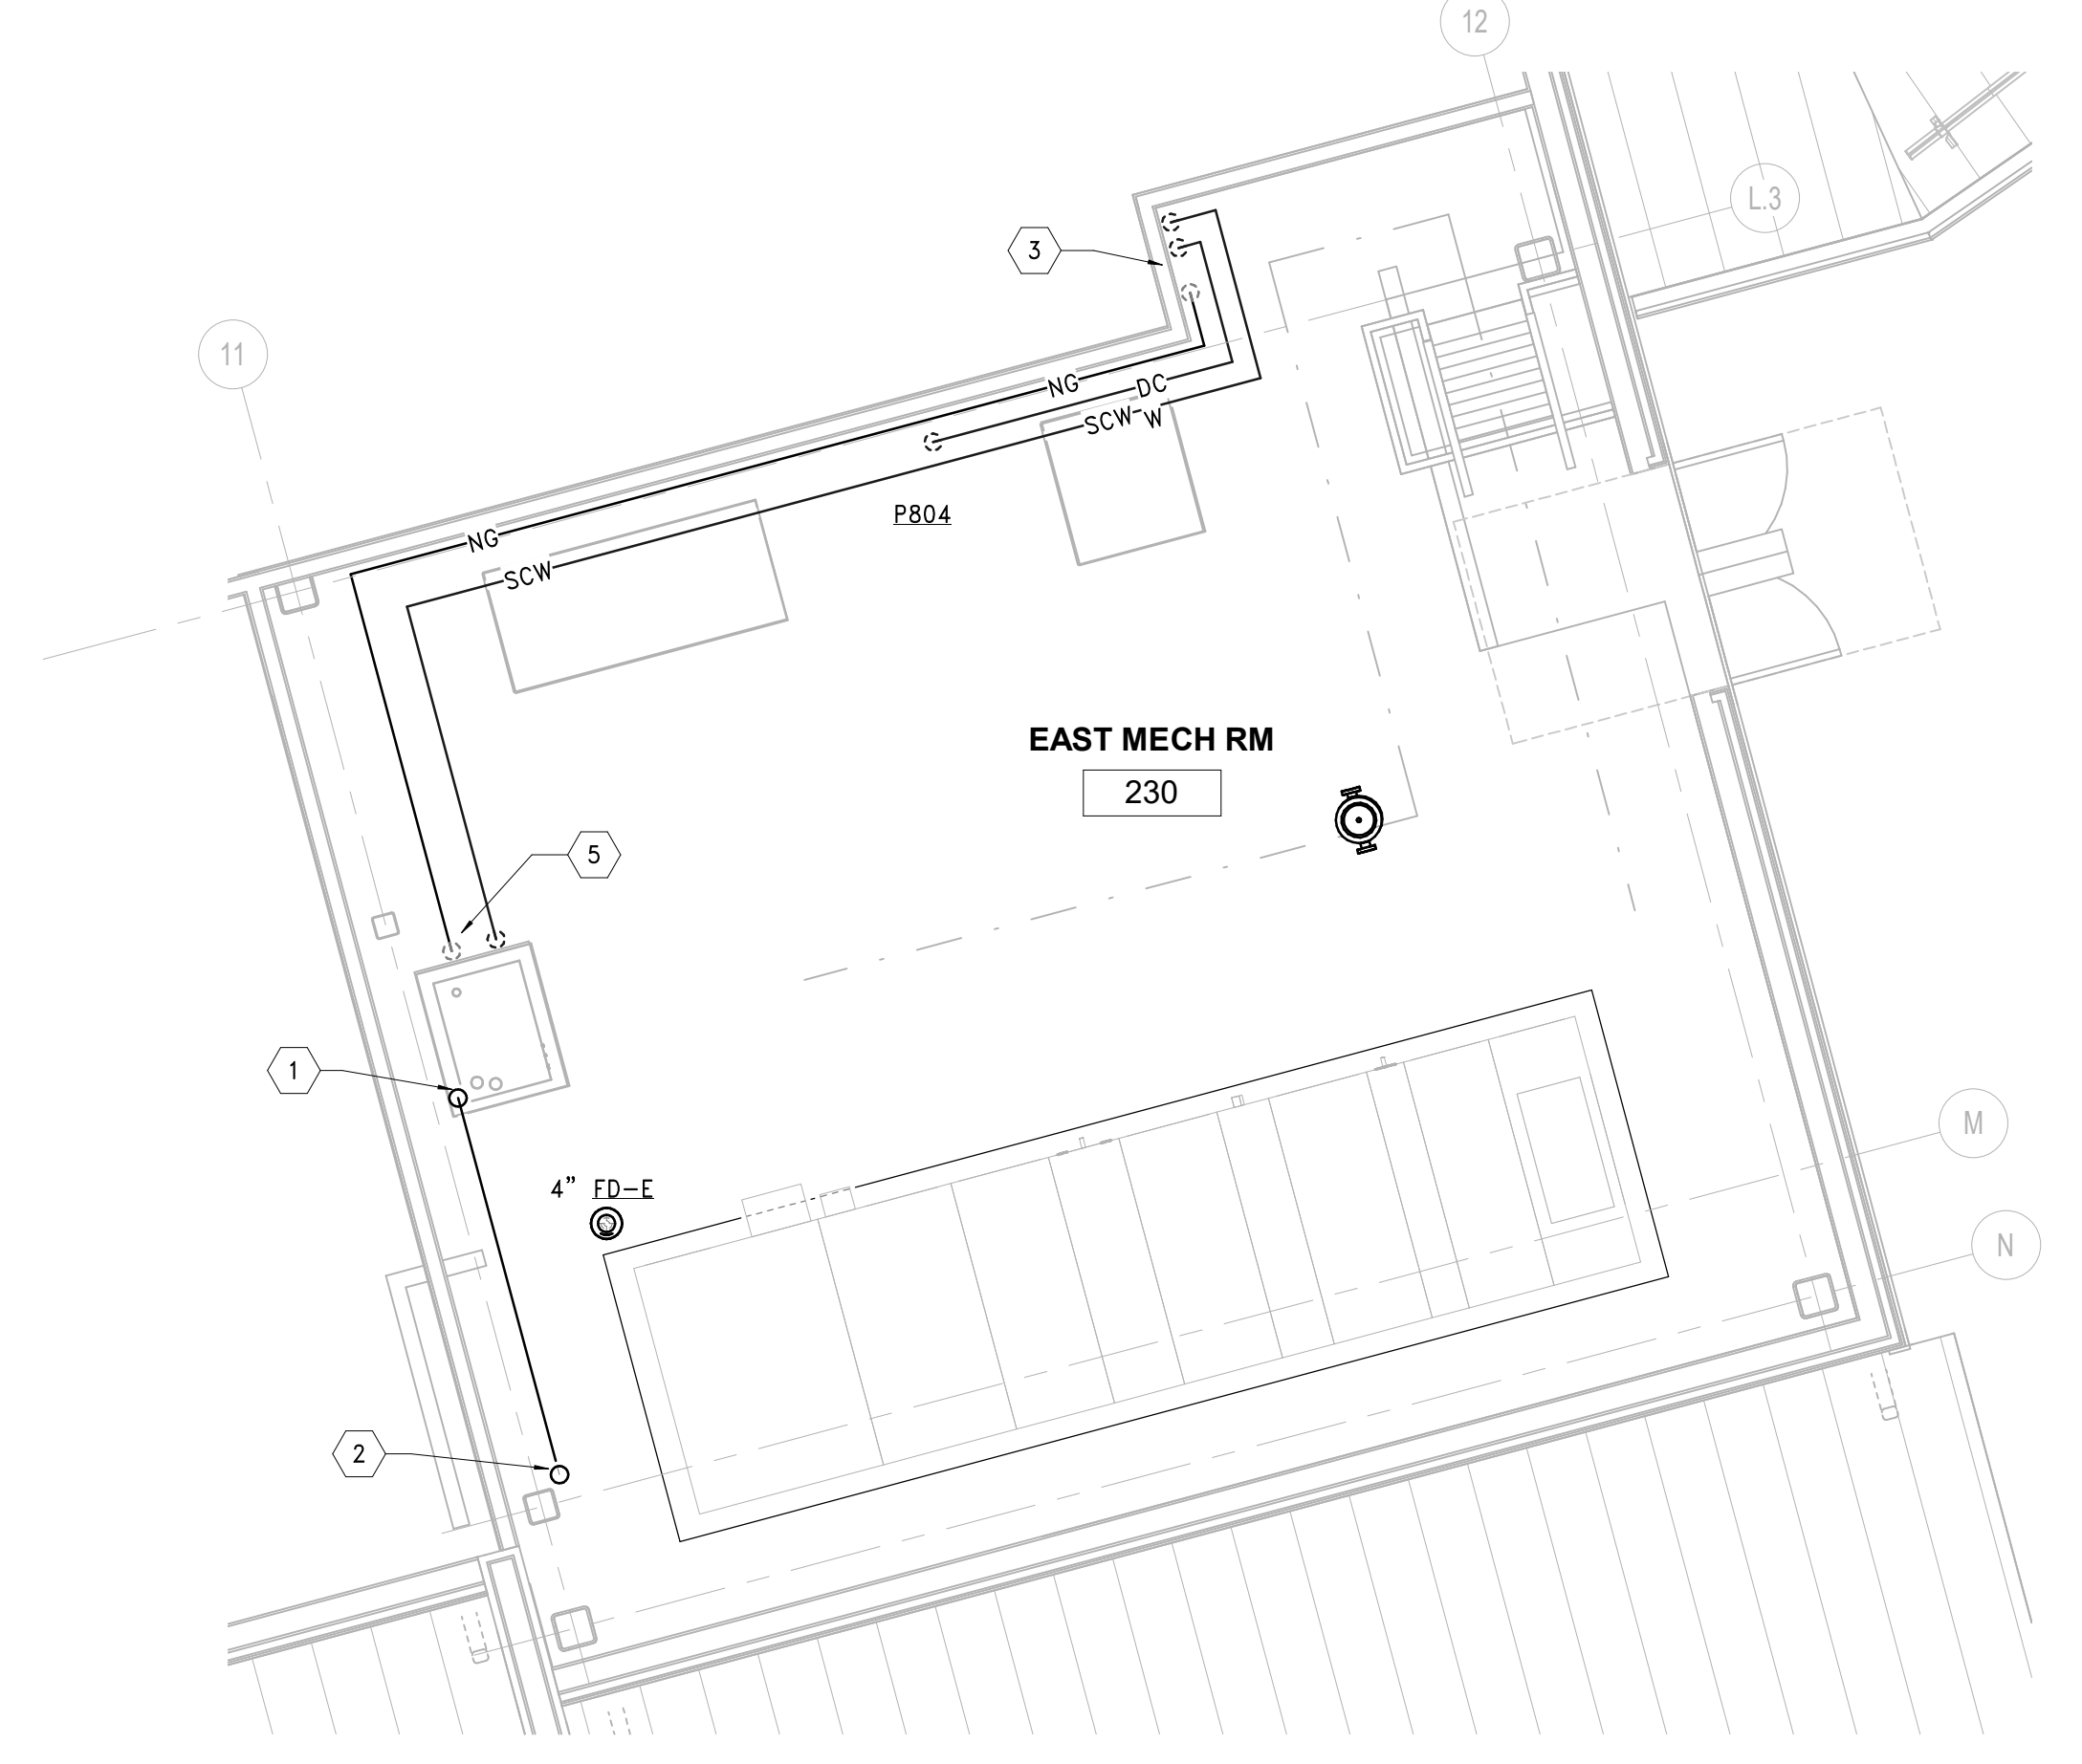 12
L.3
3
11
NG
DC
SCW
W
P804
NG
SCW
EAST MECH RM
230
5
1
M
4” FD-E
N
2